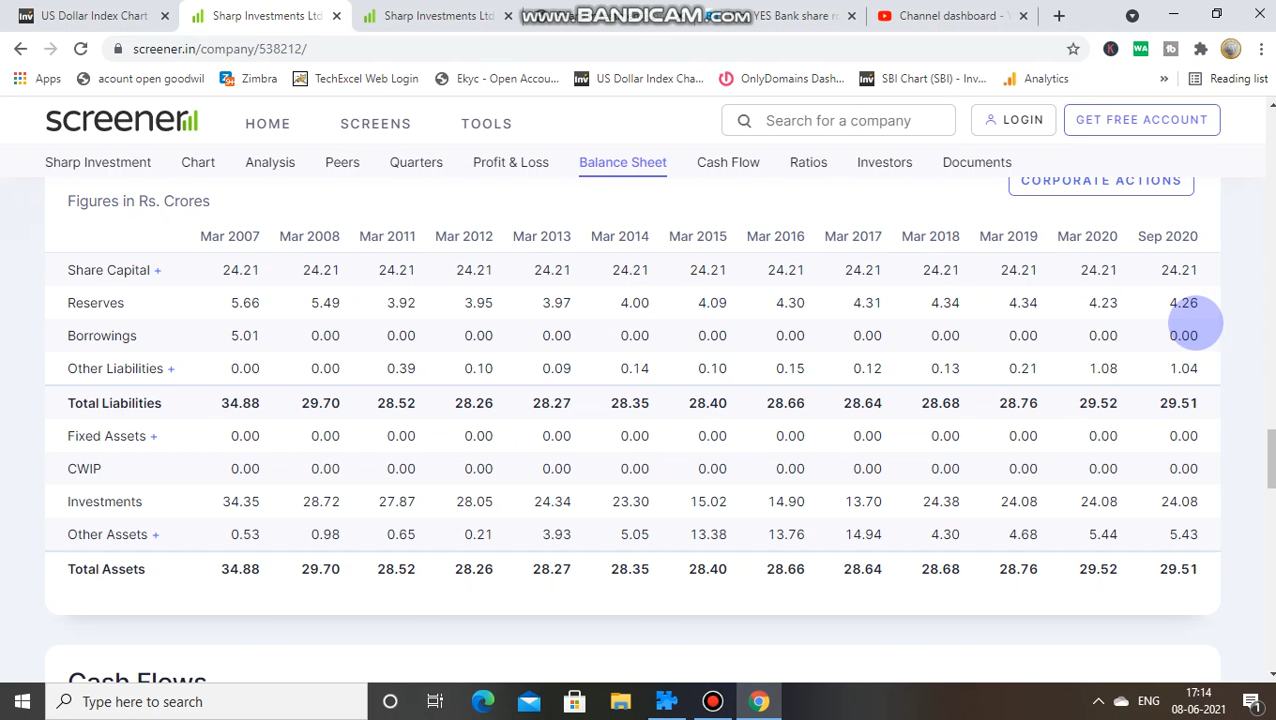 US Dollar Index Chart
Sharp Investments Ltd
Sharp Investments Ltd
www.BANDICAM.com
YES Bank share ro
Channel dashboard -
screener.in/company/538212/
Apps
acount open goodwil
Zimbra
TechExcel Web Login
Ekyc - Open Accou...
US Dollar Index Cha...
OnlyDomains Dash...
SBI Chart (SBI) - Inv...
Analytics
»
Reading list
screener
HOME
SCREENS
TOOLS
Search for a company
LOGIN
GET FREE ACCOUNT
Sharp Investment Chart Analysis Peers Quarters Profit & Loss Balance Sheet Cash Flow Ratios Investors Documents
CORPORATE ACTIONS
Figures in Rs. Crores
Mar 2007 Mar 2008 Mar 2011 Mar 2012 Mar 2013 Mar 2014 Mar 2015 Mar 2016 Mar 2017 Mar 2018 Mar 2019 Mar 2020 Sep 2020
Share Capital + 24.21 24.21 24.21 24.21 24.21 24.21 24.21 24.21 24.21 24.21 24.21 24.21 24.21
Reserves 5.66 5.49 3.92 3.95 3.97 4.00 4.09 4.30 4.31 4.34 4.34 4.23 4.26
Borrowings 5.01 0.00 0.00 0.00 0.00 0.00 0.00 0.00 0.00 0.00 0.00 0.00 0.00
Other Liabilities + 0.00 0.00 0.39 0.10 0.09 0.14 0.10 0.15 0.12 0.13 0.21 1.08 1.04
Total Liabilities 34.88 29.70 28.52 28.26 28.27 28.35 28.40 28.66 28.64 28.68 28.76 29.52 29.51
Fixed Assets + 0.00 0.00 0.00 0.00 0.00 0.00 0.00 0.00 0.00 0.00 0.00 0.00 0.00
CWIP 0.00 0.00 0.00 0.00 0.00 0.00 0.00 0.00 0.00 0.00 0.00 0.00 0.00
Investments 34.35 28.72 27.87 28.05 24.34 23.30 15.02 14.90 13.70 24.38 24.08 24.08 24.08
Other Assets + 0.53 0.98 0.65 0.21 3.93 5.05 13.38 13.76 14.94 4.30 4.68 5.44 5.43
Total Assets 34.88 29.70 28.52 28.26 28.27 28.35 28.40 28.66 28.64 28.68 28.76 29.52 29.51
Cash Flows
Type here to search
ENG
17:14
08-06-2021